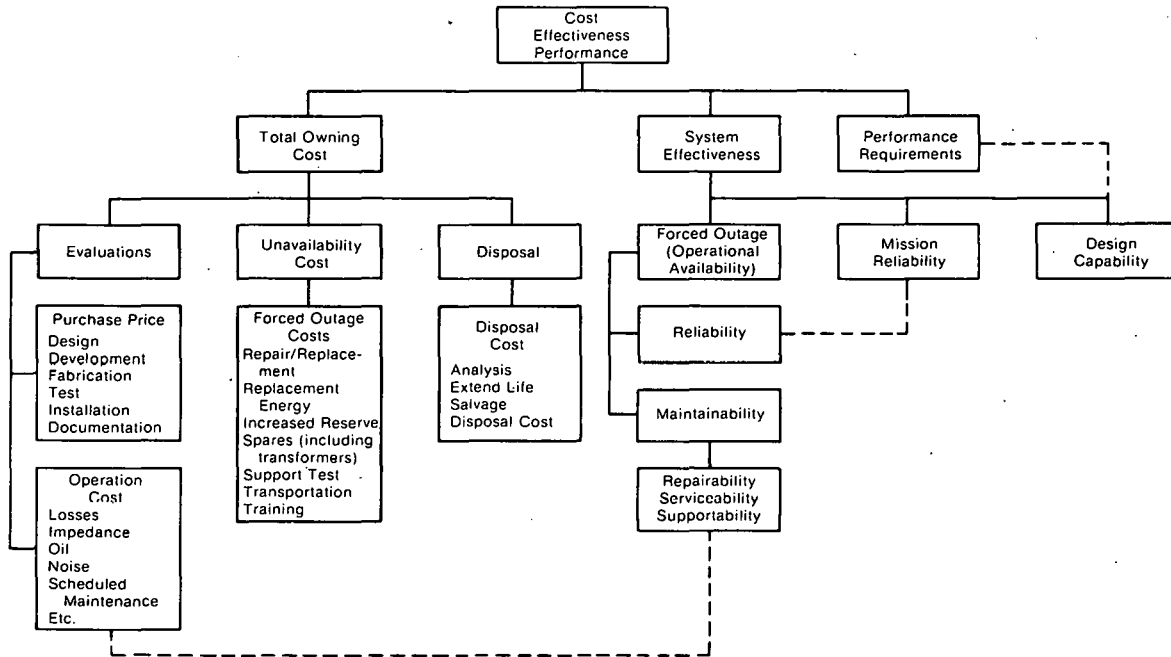 Cost
Effectiveness
Performance
Total Owning
Cost
System
Effectiveness
Performance
Requirements
Evaluations
Unavailability
Cost
Disposal
Forced Outage
(Operational
Availability)
Mission
Reliability
Design
Capability
Purchase Price
Design
Development
Fabrication
Test
Installation
Documentation
Forced Outage
Costs
Repair/Replace-
ment
Replacement
Energy
Increased Reserve
Spares (including
transformers)
Support Test
Transportation
Training
Disposal
Cost
Analysis
Extend Life
Salvage
Disposal Cost
Reliability
Maintainability
Repairability
Serviceability
Supportability
Operation
Cost
Losses
Impedance
Oil
Noise
Scheduled
Maintenance
Etc.